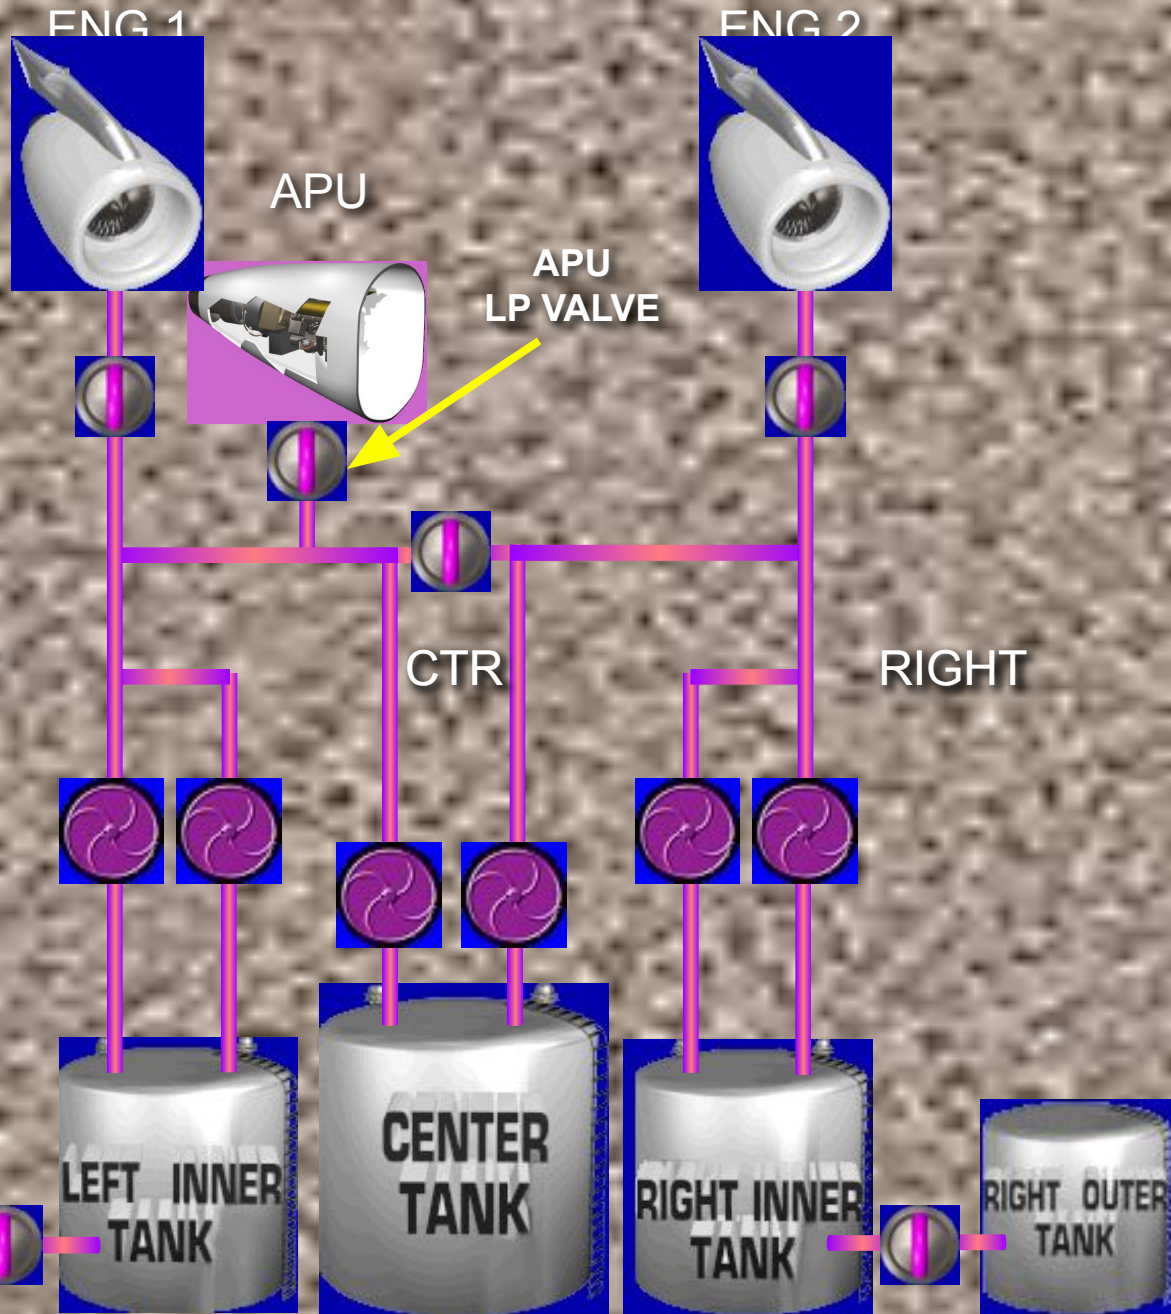 ENG 1
ENG 2
APU
APU
LP VALVE
CTR
RIGHT
LEFT INNER
TANK
CENTER
TANK
RIGHT INNER
TANK
RIGHT OUTER
TANK